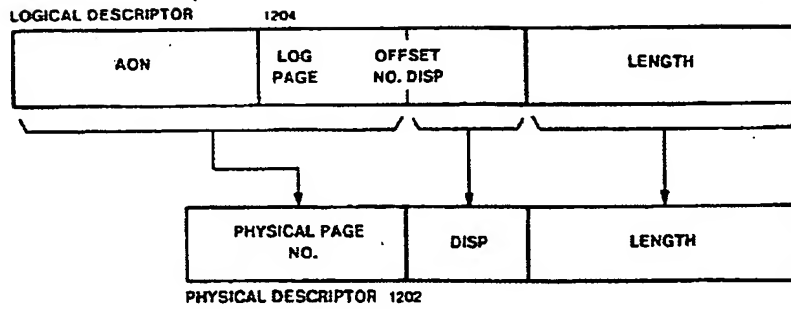 LOGICAL DESCRIPTOR 1204
AON
LOG OFFSET
PAGE NO. DISP
LENGTH
PHYSICAL PAGE
NO.
DISP
LENGTH
PHYSICAL DESCRIPTOR 1202